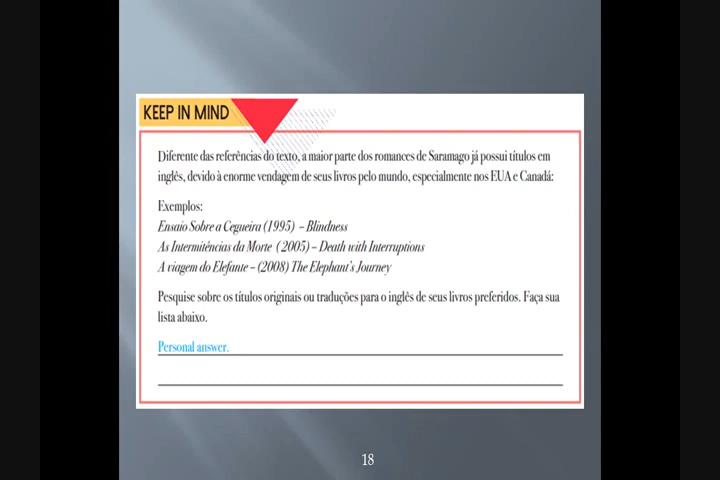 KEEP IN MIND
Diferente das referências do texto, a maior parte dos romances de Saramago já possui títulos em
inglês, devido à enorme vendagem de seus livros pelo mundo, especialmente nos EUA e Canadá:
Exemplos:
Ensaio Sobre a Cegueira (1995) – Blindness
As Intermitências da Morte (2005) – Death with Interruptions
A viagem do Elefante – (2008) The Elephant's Journey
Pesquise sobre os títulos originais ou traduções para o inglês de seus livros preferidos. Faça sua
lista abaixo.
Personal answer.
18